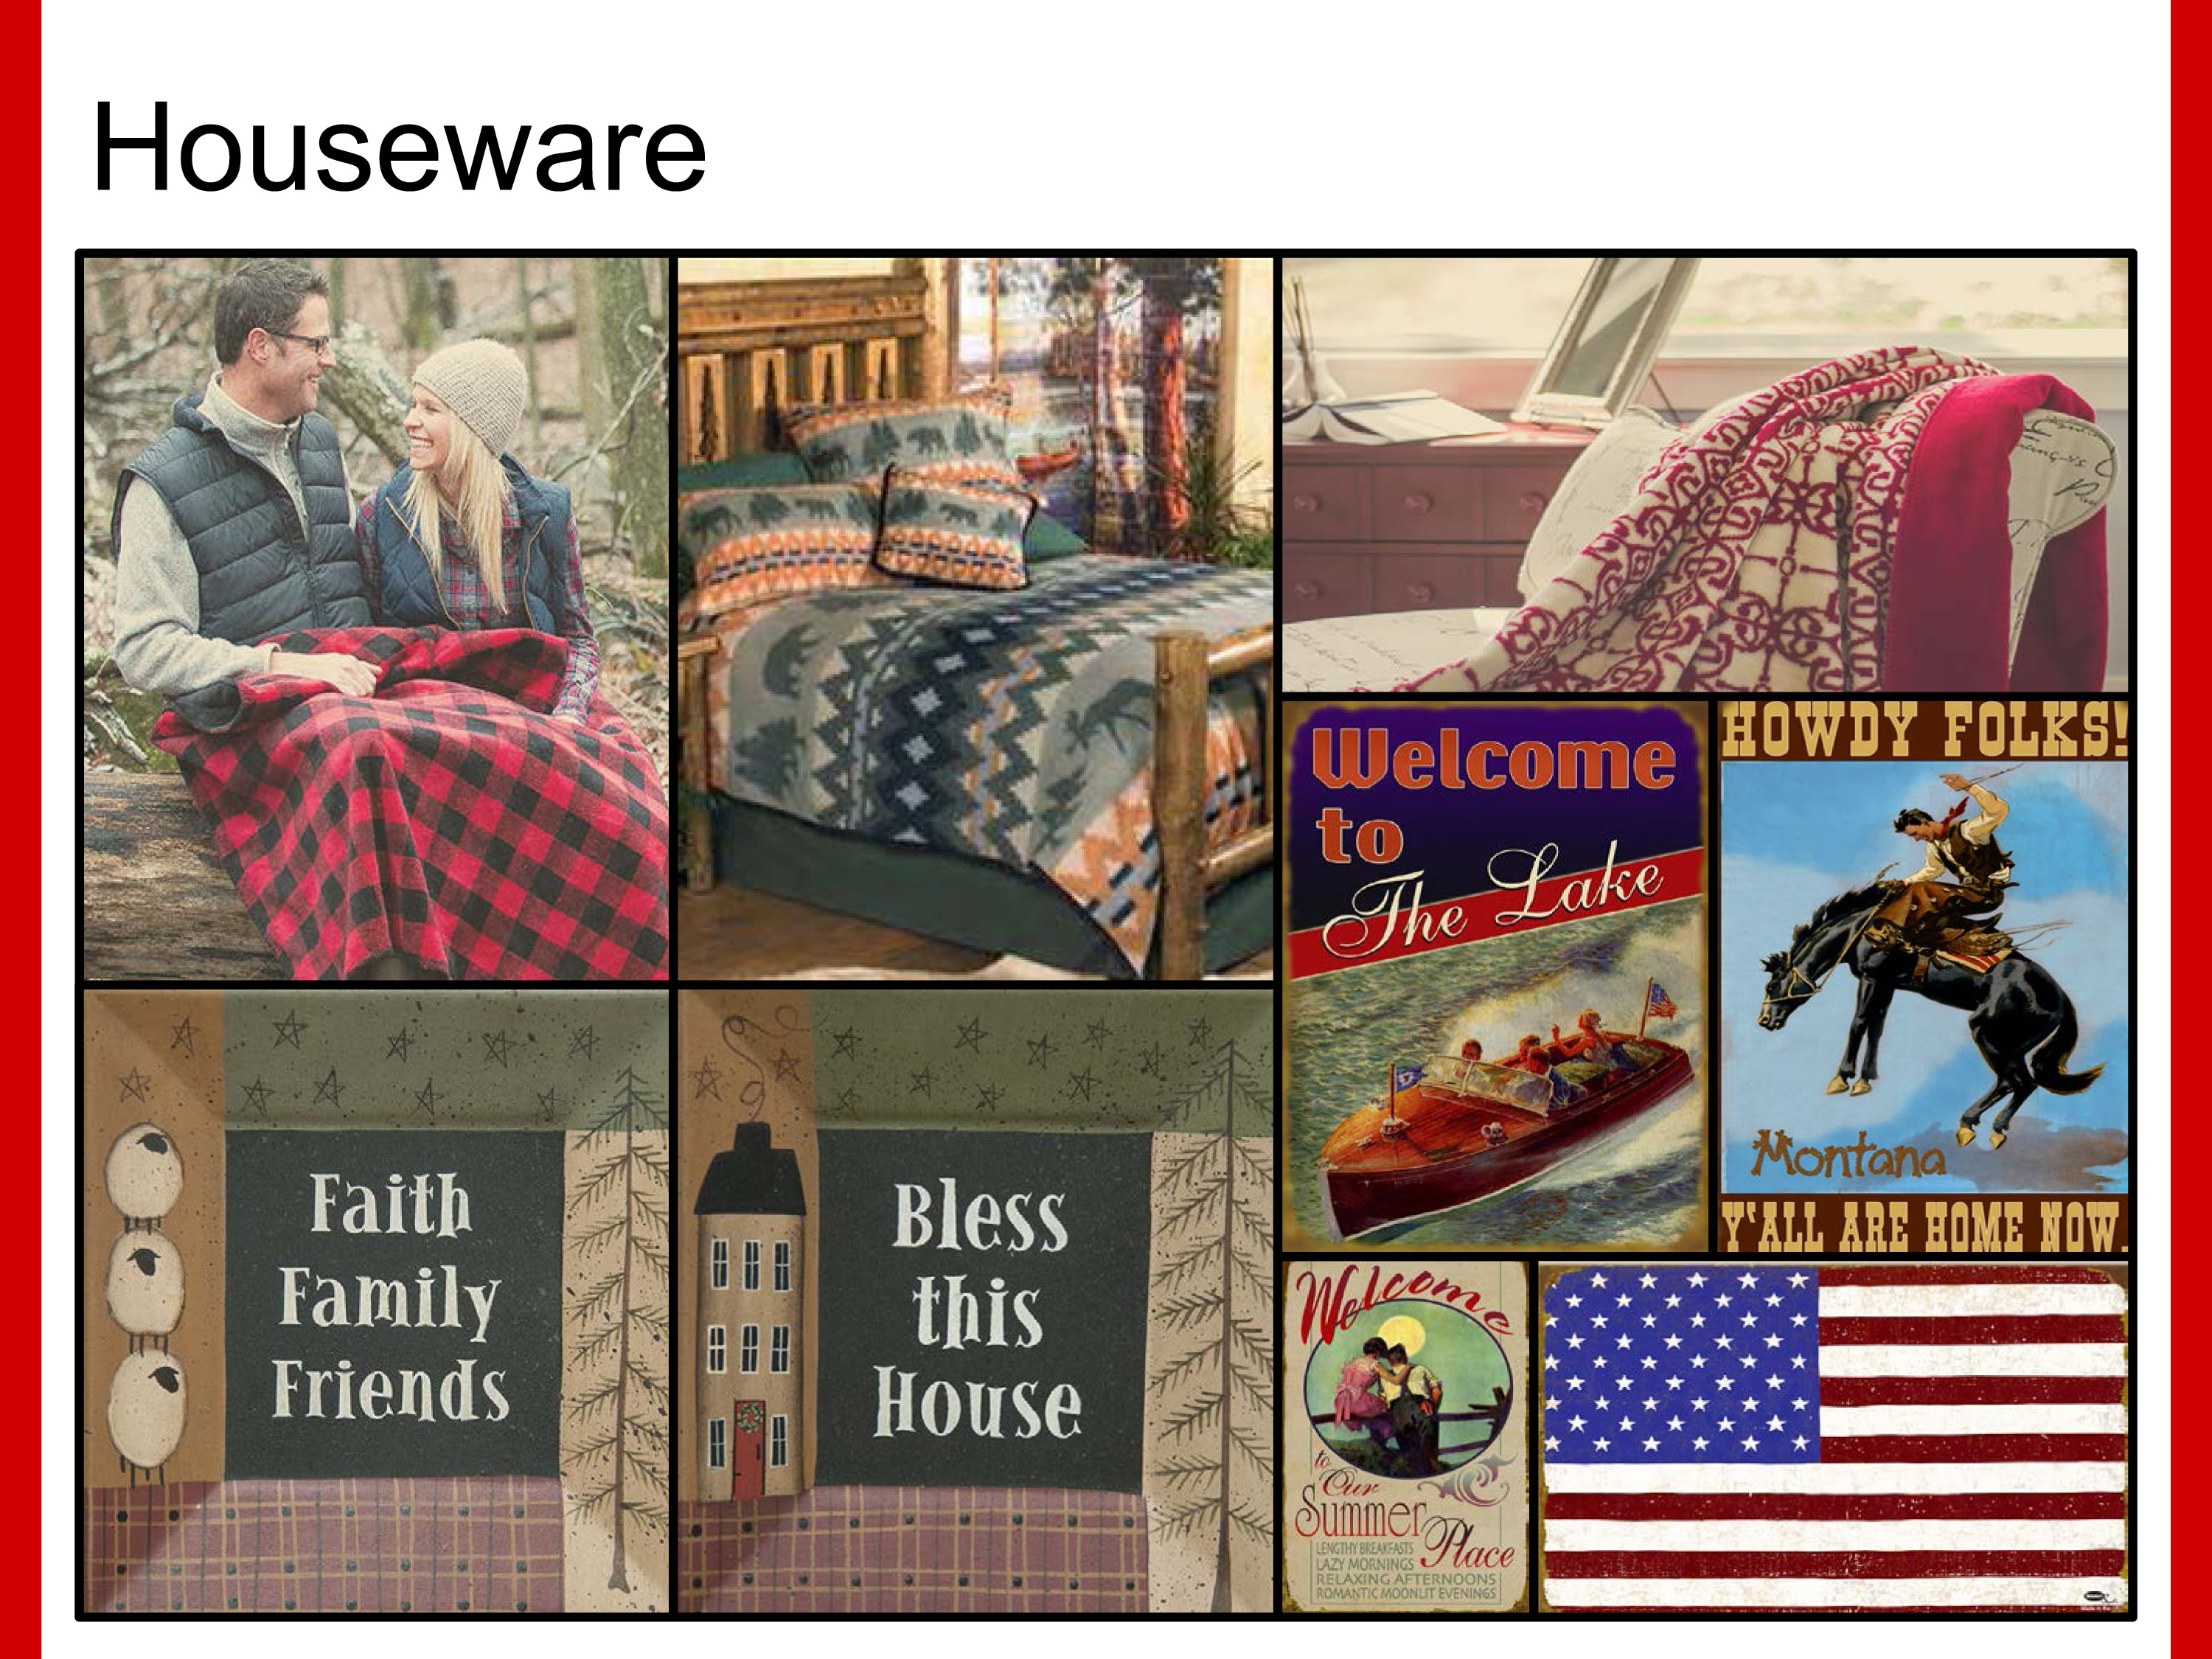 Houseware
Welcome
to
The Lake
HOWDY FOLKS!
Montana
Y'ALL ARE HOME NOW.
Faith
Family
Friends
Bless
this
House
Welcome
to
Our
Summer
Place
LENGTHY BREAKFASTS
LAZY MORNINGS
RELAXING AFTERNOONS
ROMANTIC MOONLIT EVENINGS